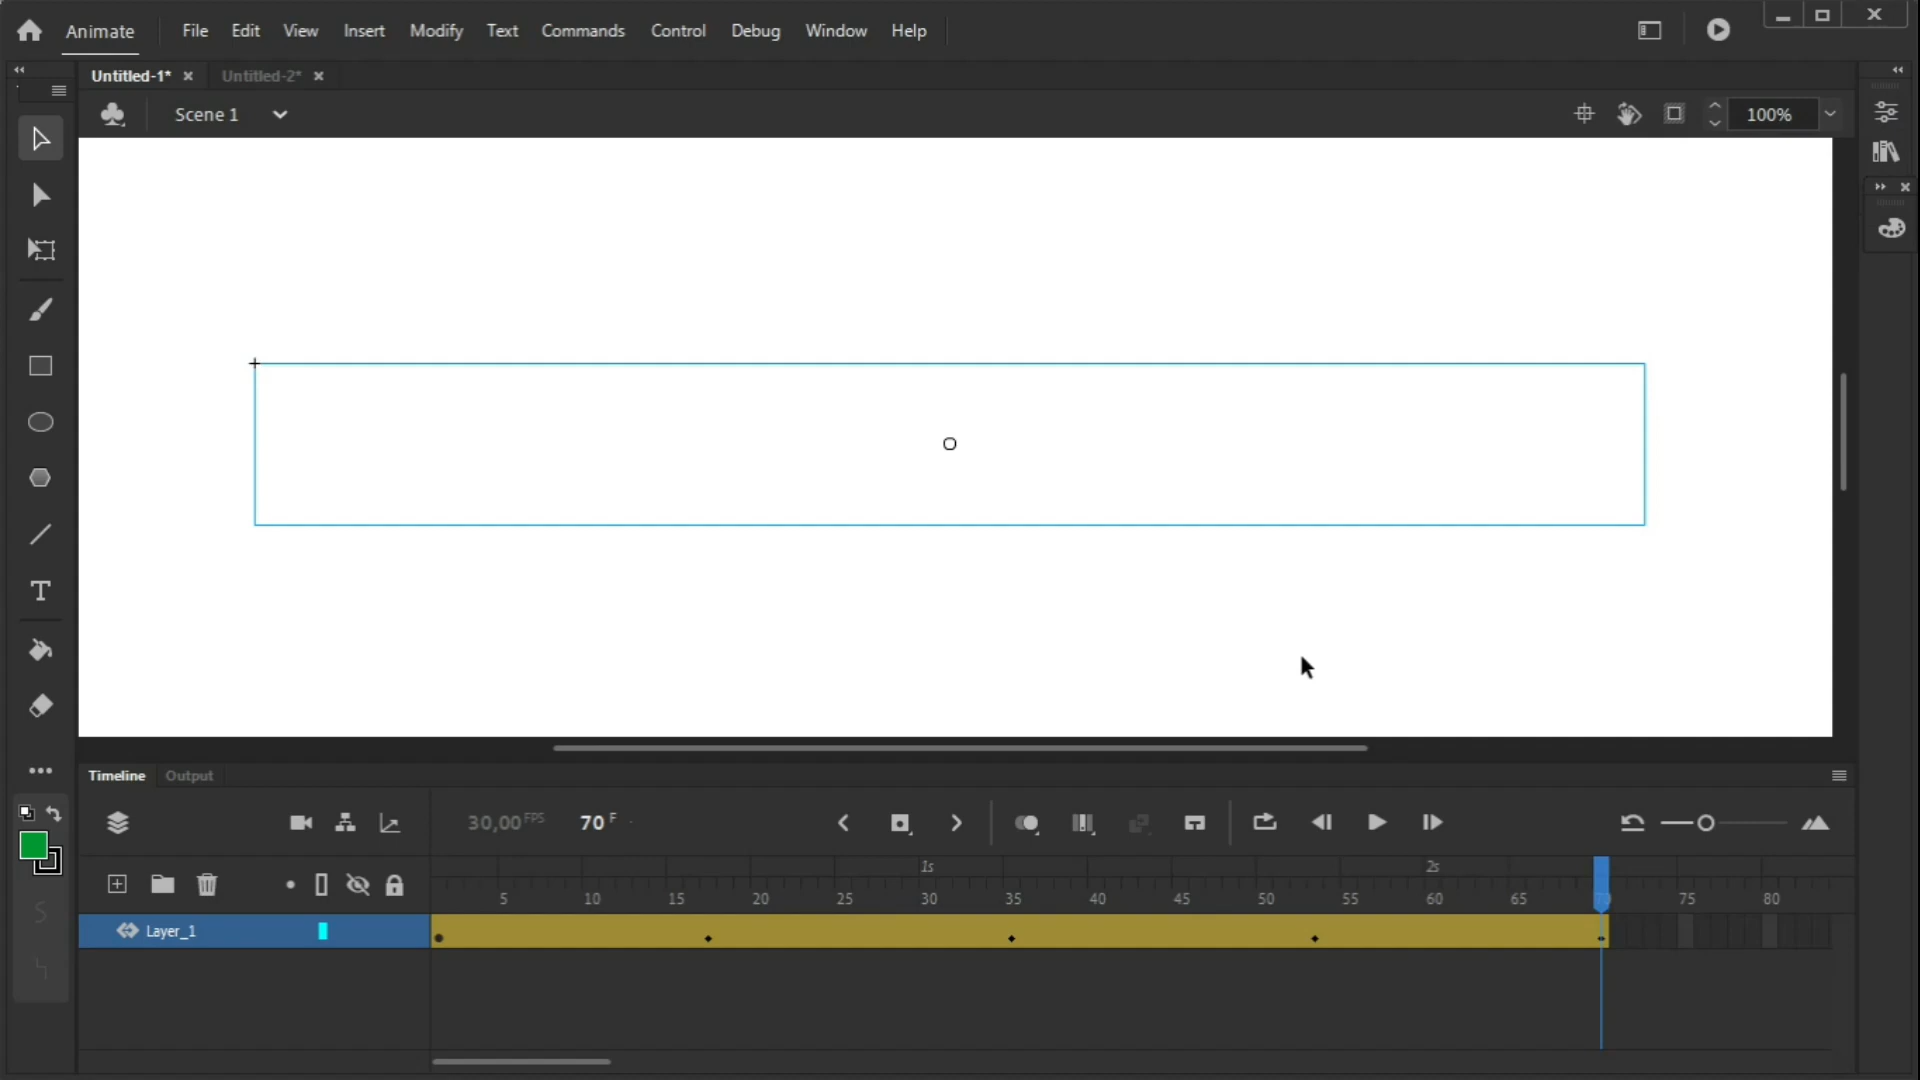 Animate File Edit View Insert Modify Text Commands Control Debug Window Help
Untitled-1* Untitled-2*
Scene 1 100%
Timeline Output
30,00 FPS 70 F
1s 2s
5 10 15 20 25 30 35 40 45 50 55 60 65 70 75 80
Layer_1